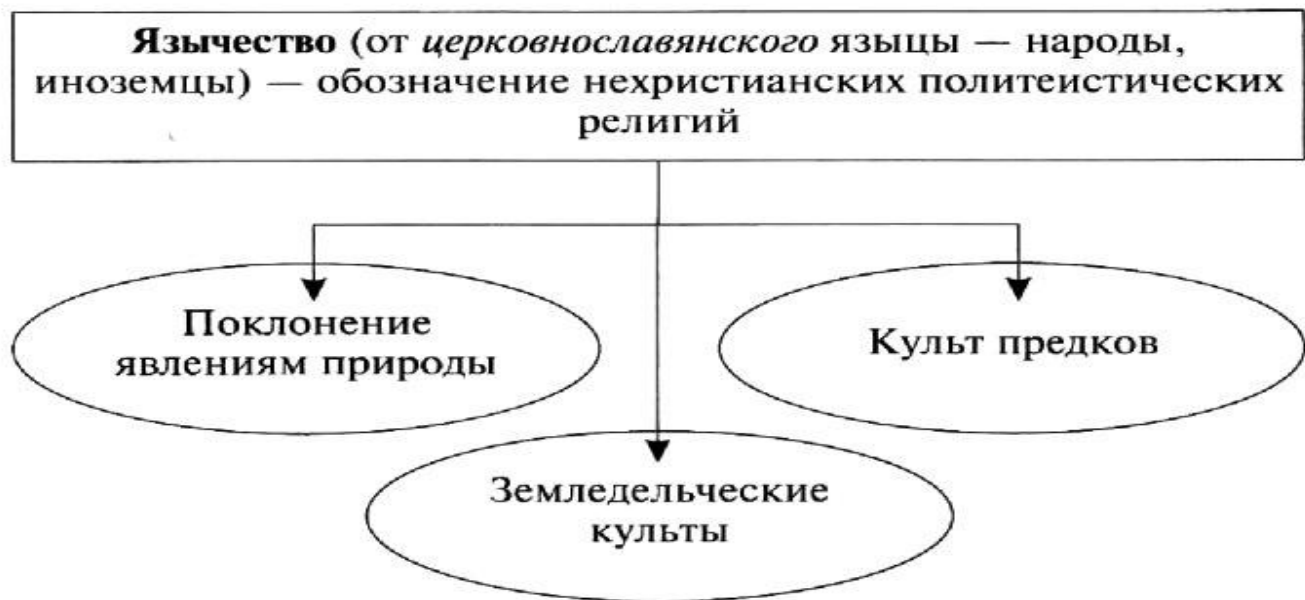 Язычество (от церковнославянского языцы — народы,
иноземцы) — обозначение нехристианских политеистических
религий
Поклонение
явлениям природы
Культ предков
Земледельческие
культы